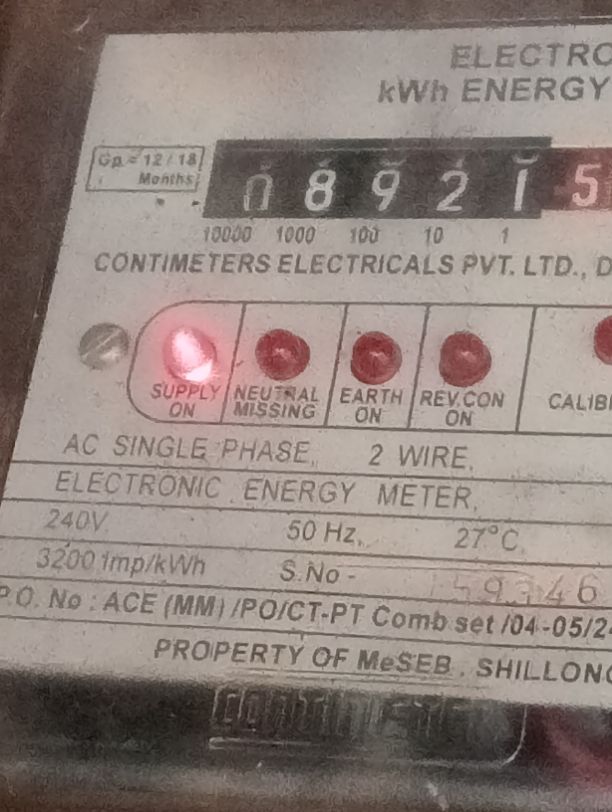 ELECTRO
kWh ENERGY
Gp. = 12 / 18
Months
0 8 9 2 1 5
10000 1000 100 10 1
CONTIMETERS ELECTRICALS PVT. LTD., D
SUPPLY ON
NEUTRAL MISSING
EARTH ON
REV.CON ON
CALIB
AC SINGLE PHASE, 2 WIRE,
ELECTRONIC ENERGY METER,
240V 50 Hz, 27°C
3200 imp/kWh S.No -
P.O. No : ACE (MM) /PO/CT-PT Comb set /04-05/2
PROPERTY OF MeSEB, SHILLONG